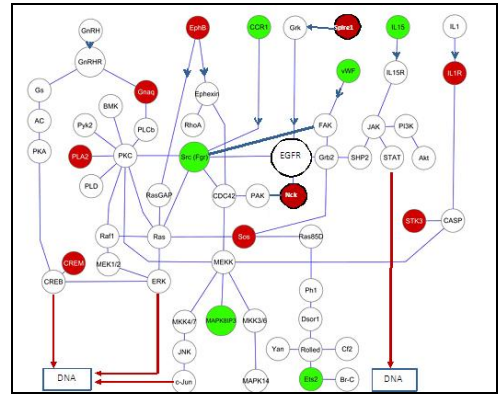 GnRH
EphB
CCR1
Grk
Sphre1
IL15
IL1
GnRHR
vWF
IL15R
IL1R
Gs
Gnaq
Ephexin
BMK
AC
Pyk2
PLCb
RhoA
FAK
JAK
PI3K
PKA
PLA2
PKC
Src (Fgr)
EGFR
Grb2
SHP2
STAT
Akt
PLD
RasGAP
CDC42
PAK
Nck
STK3
CASP
Raf1
Ras
Sos
Ras85D
CREM
MEK1/2
MEKK
CREB
ERK
Ph1
Dsor1
MKK4/7
MAPK8IP3
MKK3/6
JNK
Yan
Rolled
Cf2
DNA
c-Jun
MAPK14
Ets2
Br-C
DNA